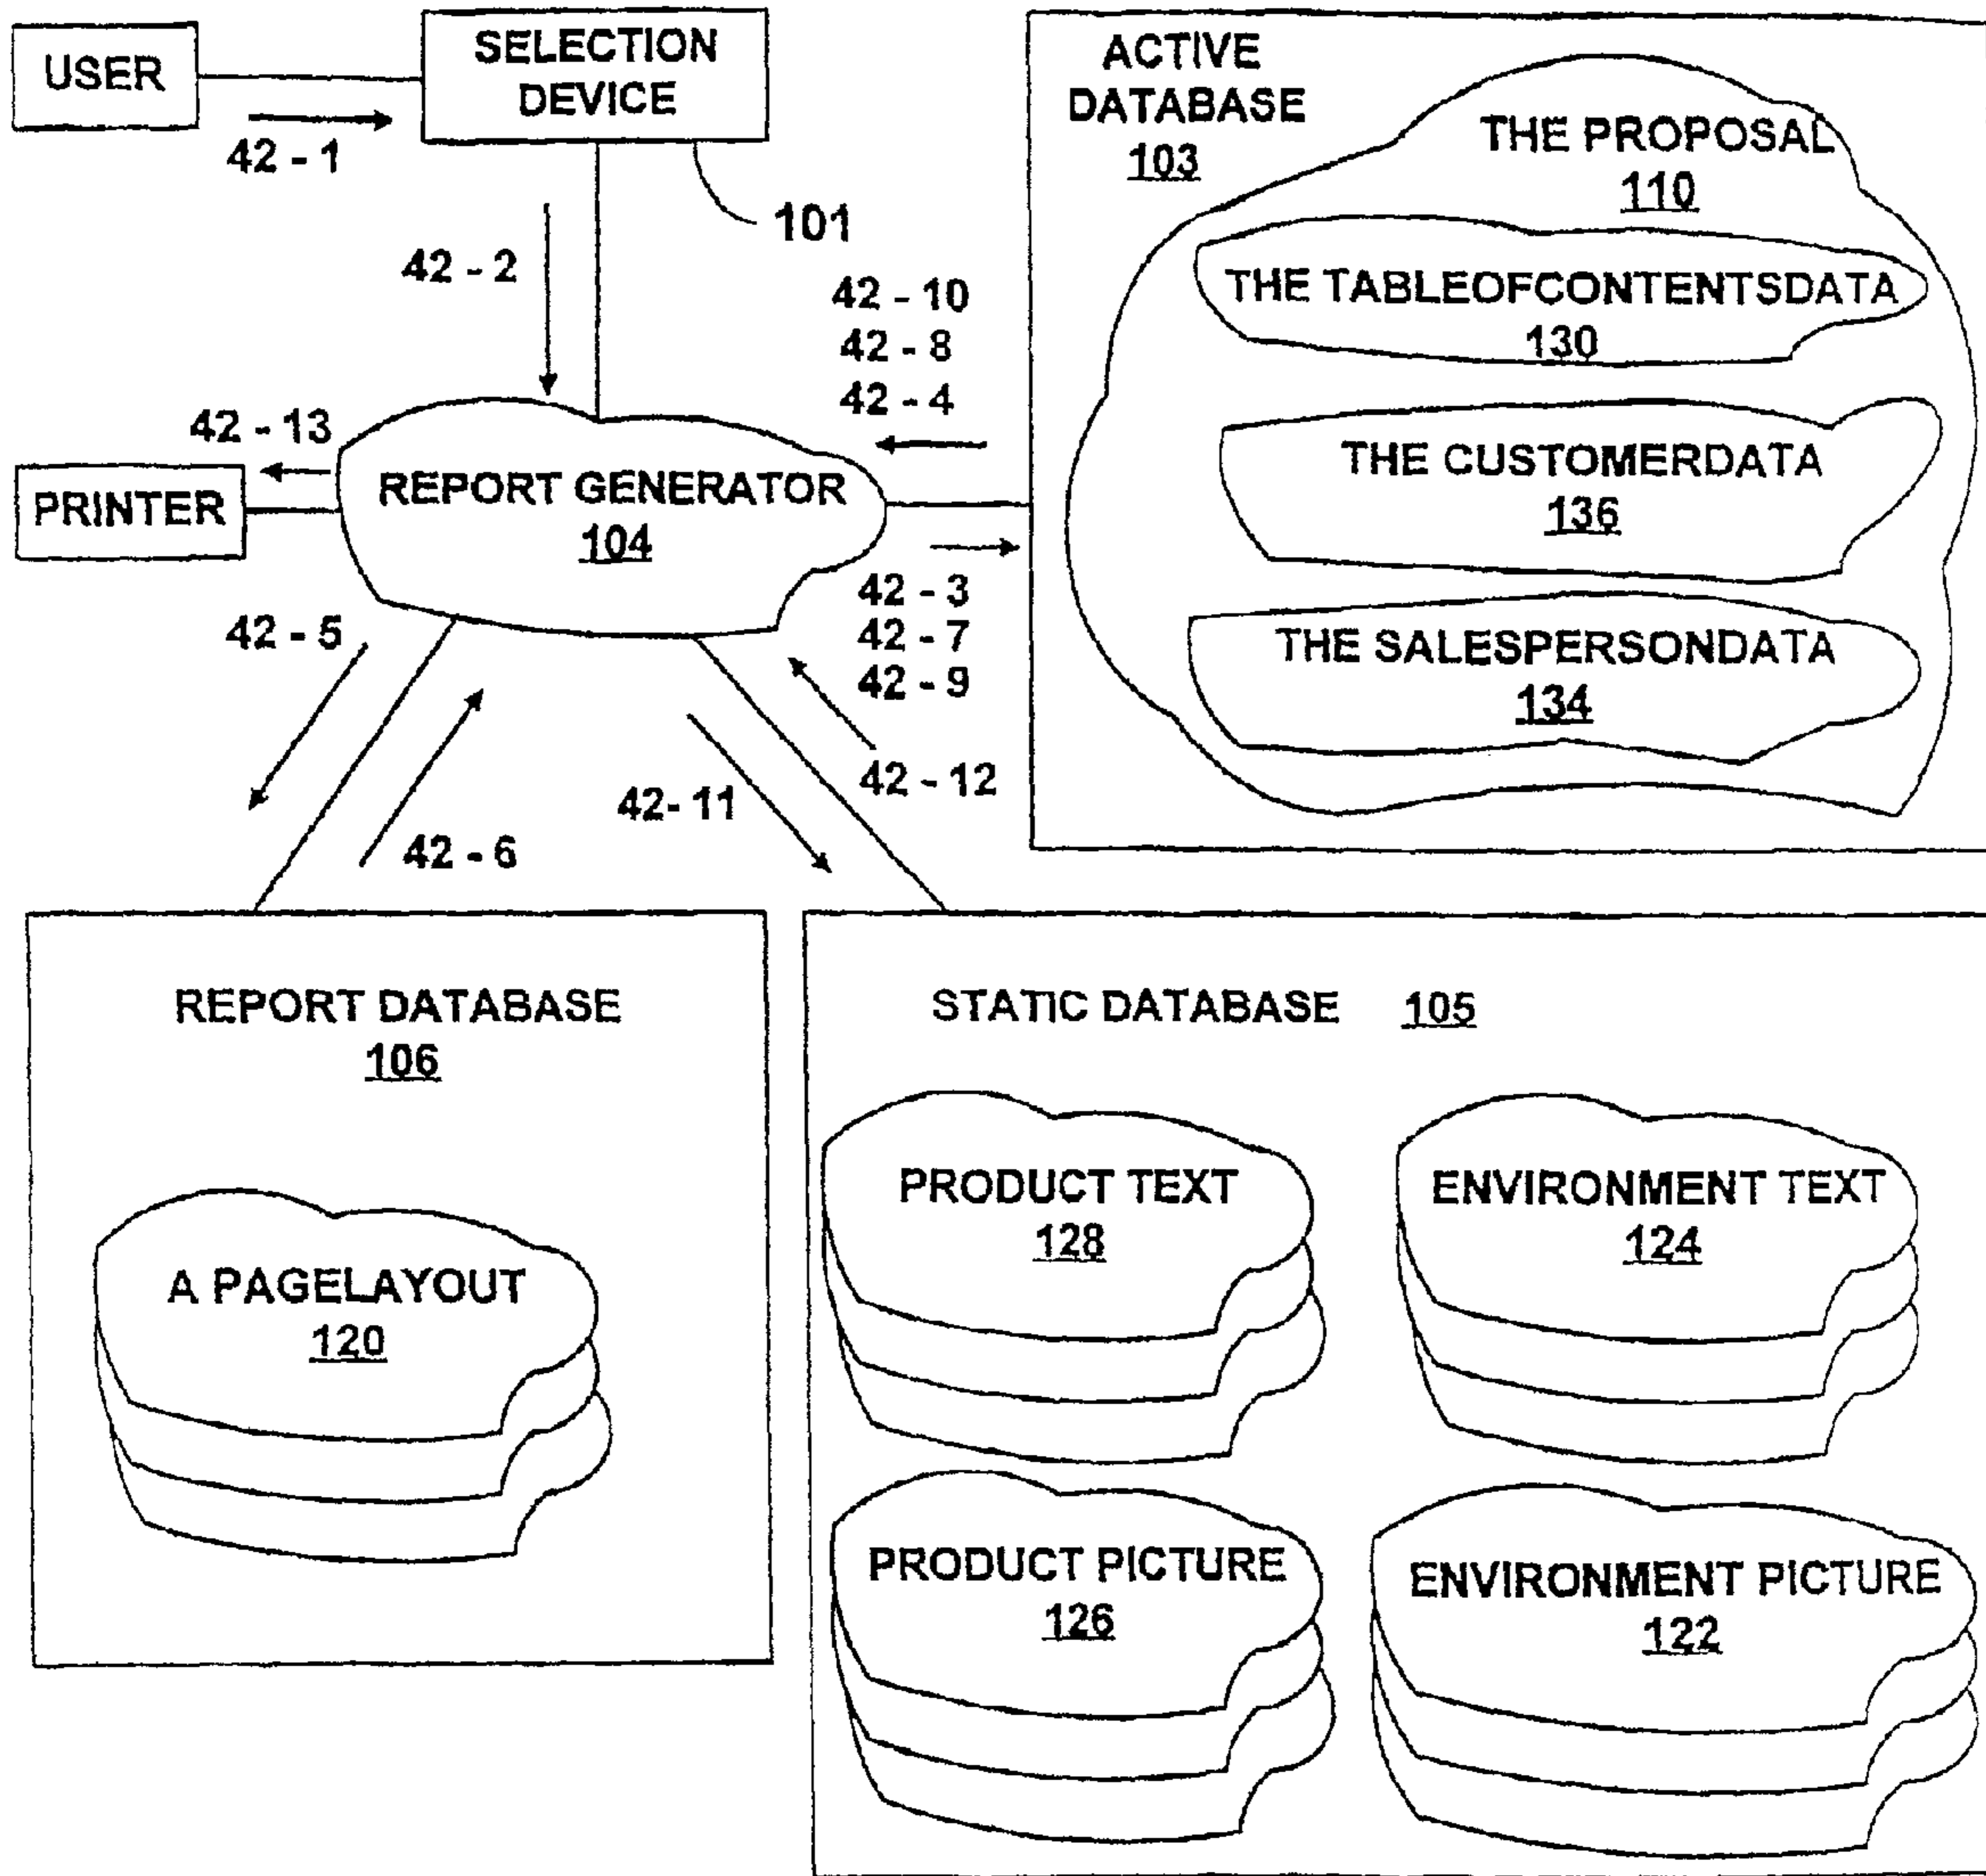 USER
SELECTION
DEVICE
42 - 1
101
42 - 2
ACTIVE
DATABASE
103
THE PROPOSAL
110
THE TABLEOFCONTENTSDATA
130
THE CUSTOMERDATA
136
THE SALESPERSONDATA
134
42 - 10
42 - 8
42 - 4
42 - 13
PRINTER
REPORT GENERATOR
104
42 - 3
42 - 7
42 - 9
42 - 5
42 - 6
42- 11
42 - 12
REPORT DATABASE
106
A PAGELAYOUT
120
STATIC DATABASE 105
PRODUCT TEXT
128
ENVIRONMENT TEXT
124
PRODUCT PICTURE
126
ENVIRONMENT PICTURE
122